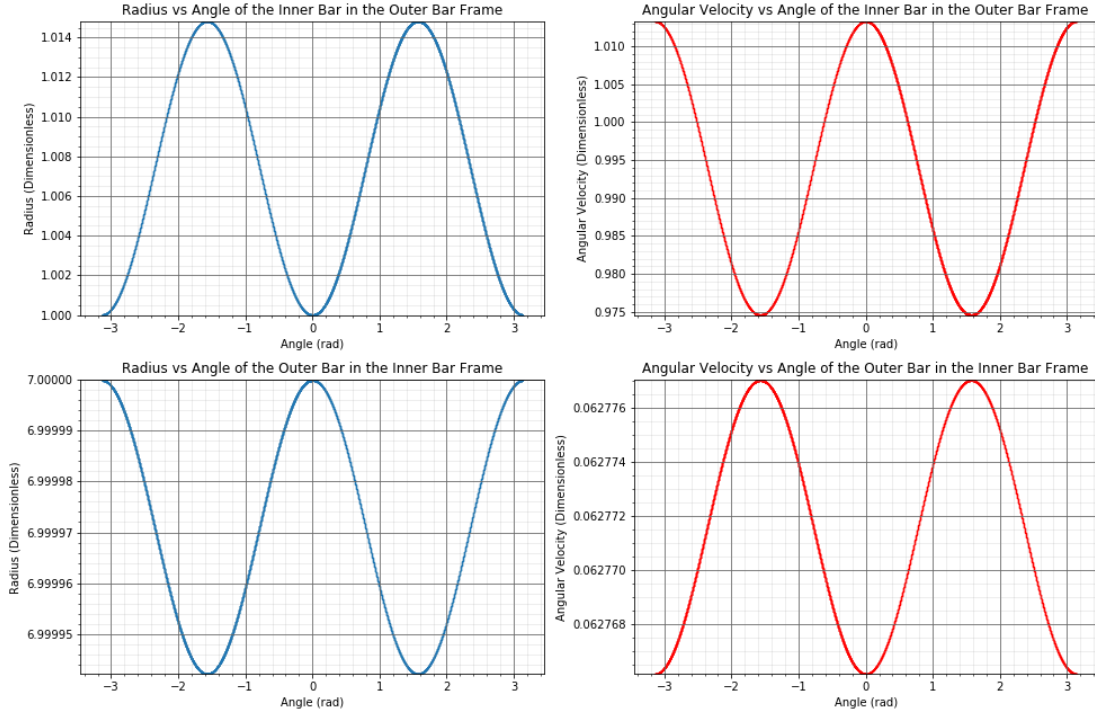 Radius vs Angle of the Inner Bar in the Outer Bar Frame
Radius (Dimensionless)
1.014
1.012
1.010
1.008
1.006
1.004
1.002
1.000
−3 −2 −1 0 1 2 3
Angle (rad)
Angular Velocity vs Angle of the Inner Bar in the Outer Bar Frame
Angular Velocity (Dimensionless)
1.010
1.005
1.000
0.995
0.990
0.985
0.980
0.975
−3 −2 −1 0 1 2 3
Angle (rad)
Radius vs Angle of the Outer Bar in the Inner Bar Frame
Radius (Dimensionless)
7.00000
6.99999
6.99998
6.99997
6.99996
6.99995
−3 −2 −1 0 1 2 3
Angle (rad)
Angular Velocity vs Angle of the Outer Bar in the Inner Bar Frame
Angular Velocity (Dimensionless)
0.062776
0.062774
0.062772
0.062770
0.062768
−3 −2 −1 0 1 2 3
Angle (rad)